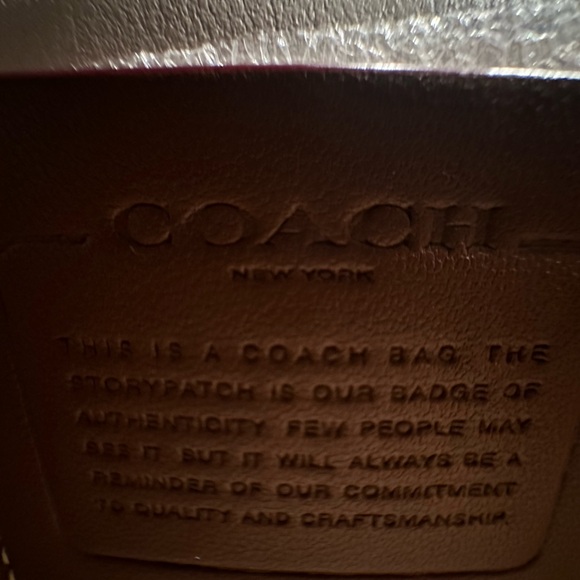 COACH
NEW YORK
THIS IS A COACH BAG. THE
STORYPATCH IS OUR BADGE OF
AUTHENTICITY. FEW PEOPLE MAY
SEE IT. BUT IT WILL ALWAYS BE A
REMINDER OF OUR COMMITMENT
TO QUALITY AND CRAFTSMANSHIP.